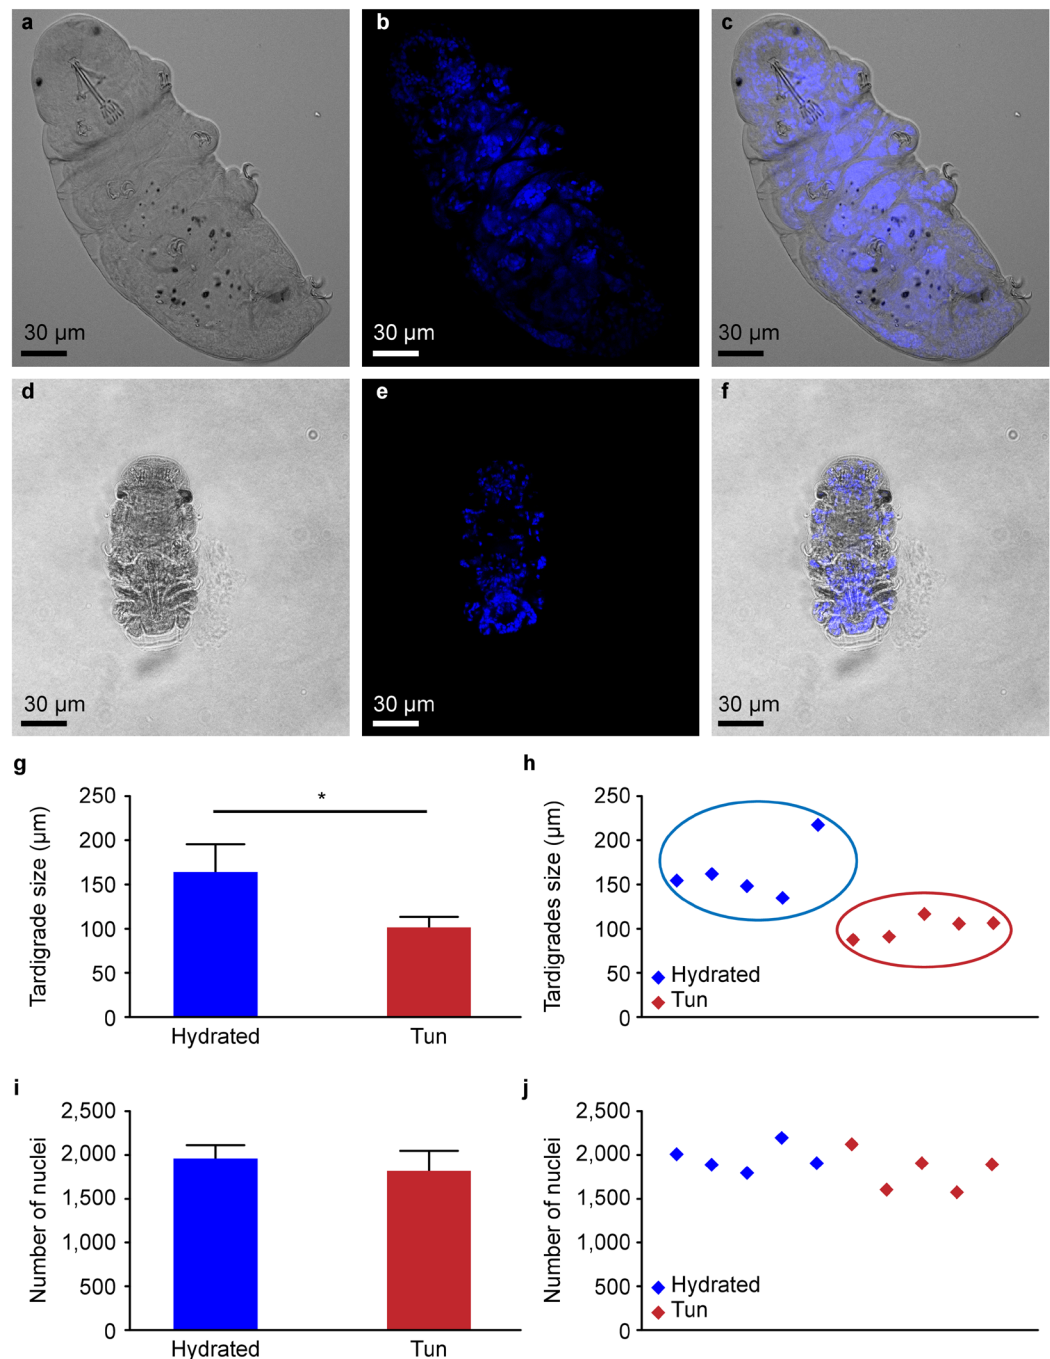 a
30 µm
b
30 µm
c
30 µm
d
30 µm
e
30 µm
f
30 µm
g
Tardigrade size (µm)
250
200
150
100
50
0
*
Hydrated
Tun
h
Tardigrades size (µm)
250
200
150
100
50
0
Hydrated
Tun
i
Number of nuclei
2,500
2,000
1,500
1,000
500
0
Hydrated
Tun
j
Number of nuclei
2,500
2,000
1,500
1,000
500
0
Hydrated
Tun